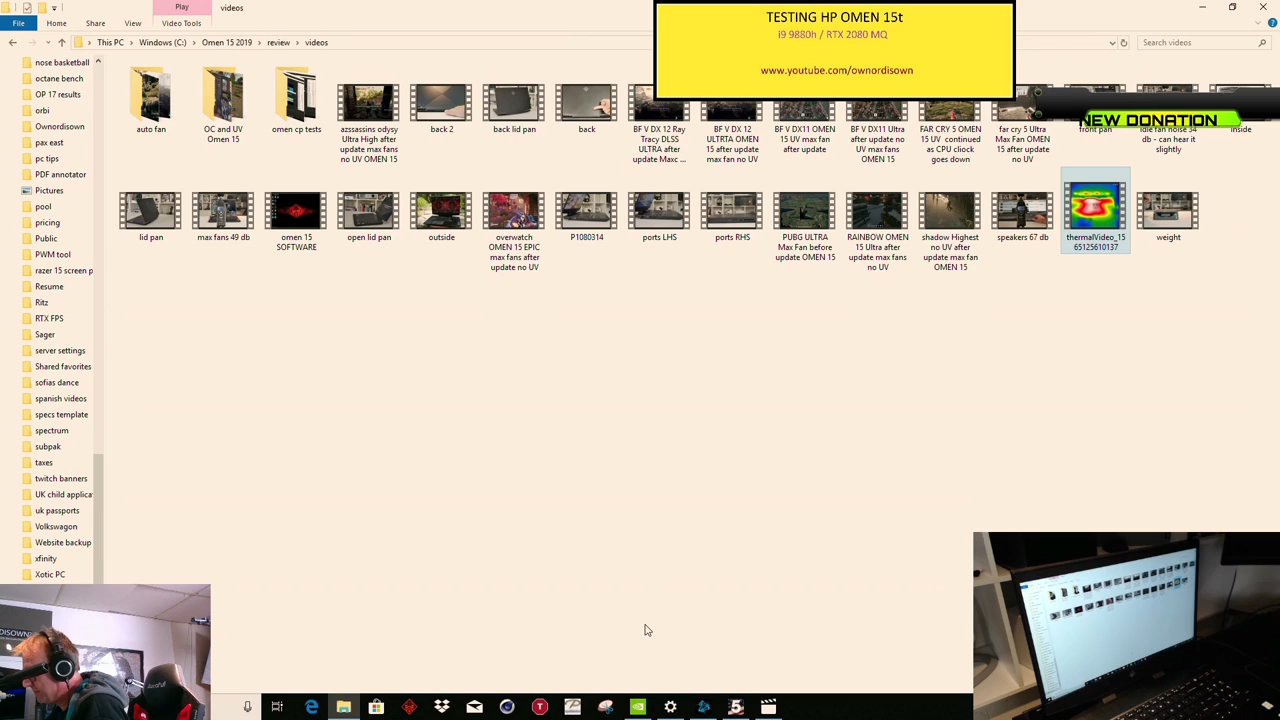 Play
videos
File
Home
Share
View
Video Tools
This PC
Windows (C:)
Omen 15 2019
review
videos
Search videos
TESTING HP OMEN 15t
i9 9880h / RTX 2080 MQ
www.youtube.com/ownordisown
NEW DONATION
nose basketball
octane bench
OP 17 results
orbi
Ownordisown
pax east
pc tips
PDF annotator
Pictures
pool
pricing
Public
PWM tool
razer 15 screen p
Resume
Ritz
RTX FPS
Sager
server settings
Shared favorites
sofias dance
spanish videos
specs template
spectrum
subpak
taxes
twitch banners
UK child applica
uk passports
Volkswagon
Website backup
xfinity
Xotic PC
auto fan
OC and UV
Omen 15
omen cp tests
azssassins odysy
Ultra High after
update max fans
no UV OMEN 15
back 2
back lid pan
back
BF V DX 12 Ray
Tracy DLSS
ULTRA after
update Maxc ...
BF V DX 12
ULTRTA OMEN
15 after update
max fan no UV
BF V DX11 OMEN
15 UV max fan
after update
BF V DX11 Ultra
after update no
UV max fans
OMEN 15
FAR CRY 5 OMEN
15 UV continued
as CPU cliock
goes down
far cry 5 Ultra
Max Fan OMEN
15 after update
no UV
front pan
idle fan noise 34
db - can hear it
slightly
inside
lid pan
max fans 49 db
omen 15
SOFTWARE
open lid pan
outside
overwatch
OMEN 15 EPIC
max fans after
update no UV
P1080314
ports LHS
ports RHS
PUBG ULTRA
Max Fan before
update OMEN 15
RAINBOW OMEN
15 Ultra after
update max fans
no UV
shadow Highest
no UV after
update max fan
OMEN 15
speakers 67 db
thermalVideo_15
65125610137
weight